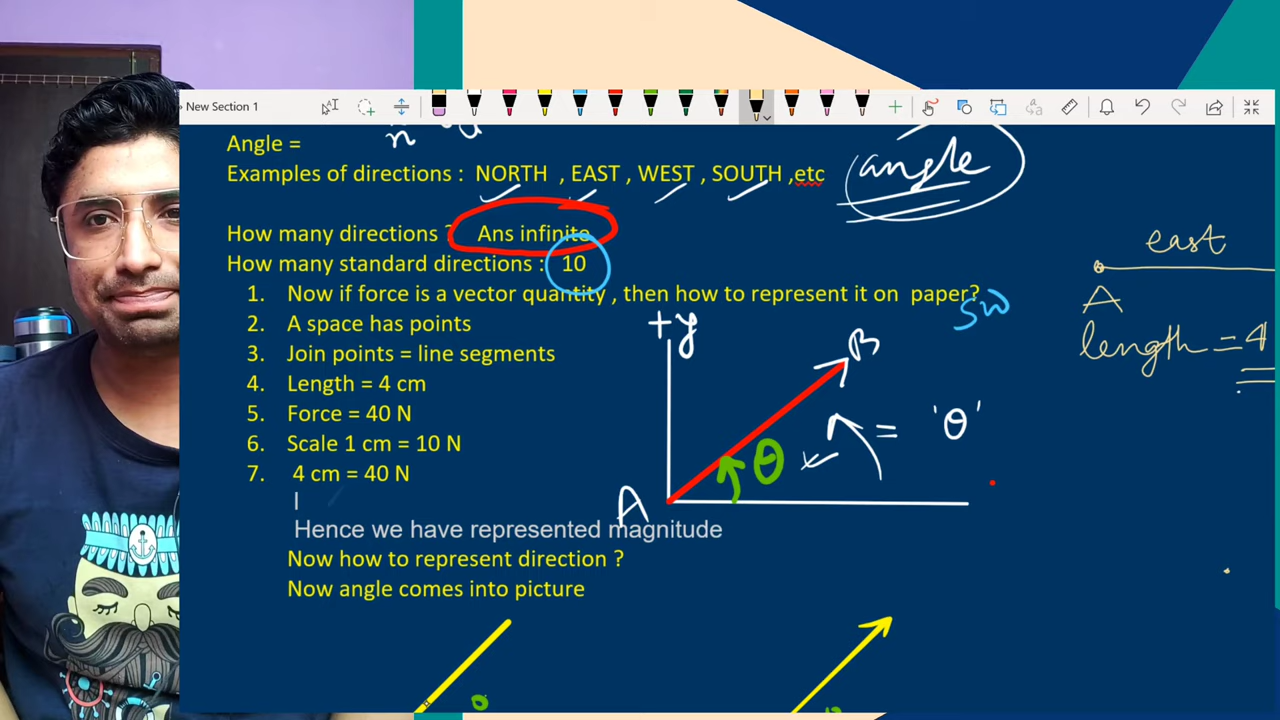 New Section 1
Angle =
Examples of directions : NORTH , EAST , WEST , SOUTH ,etc
angle
How many directions ? Ans infinite
How many standard directions : 10
1. Now if force is a vector quantity , then how to represent it on paper?
2. A space has points
3. Join points = line segments
4. Length = 4 cm
5. Force = 40 N
6. Scale 1 cm = 10 N
7. 4 cm = 40 N
Hence we have represented magnitude
Now how to represent direction ?
Now angle comes into picture
+y
B
θ
= 'θ'
A
SW
east
A
length = 4